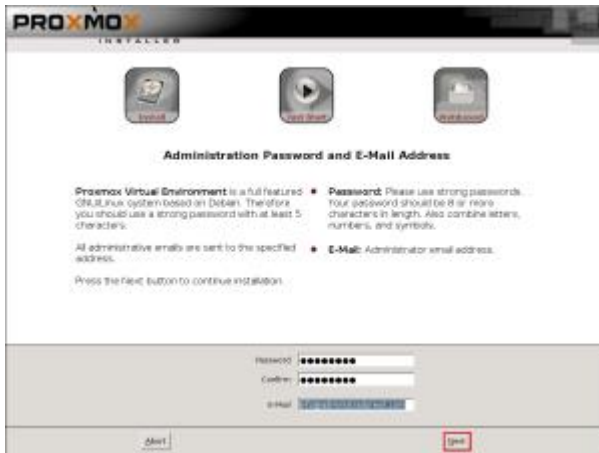 PROXMOX
INSTALLER
Install
Administration Password and E-Mail Address
Proxmox Virtual Environment is a full featured
GNU/Linux system based on Debian. Therefore
you should use a strong password with at least 5
characters.
All administrative emails are sent to the specified
address.
Press the Next button to continue installation.
• Password: Please use strong passwords.
Your password should be 8 or more
characters in length. Also combine letters,
numbers, and symbols.
• E-Mail: Administrator email address.
Password
Confirm
E-Mail
Abort
Next